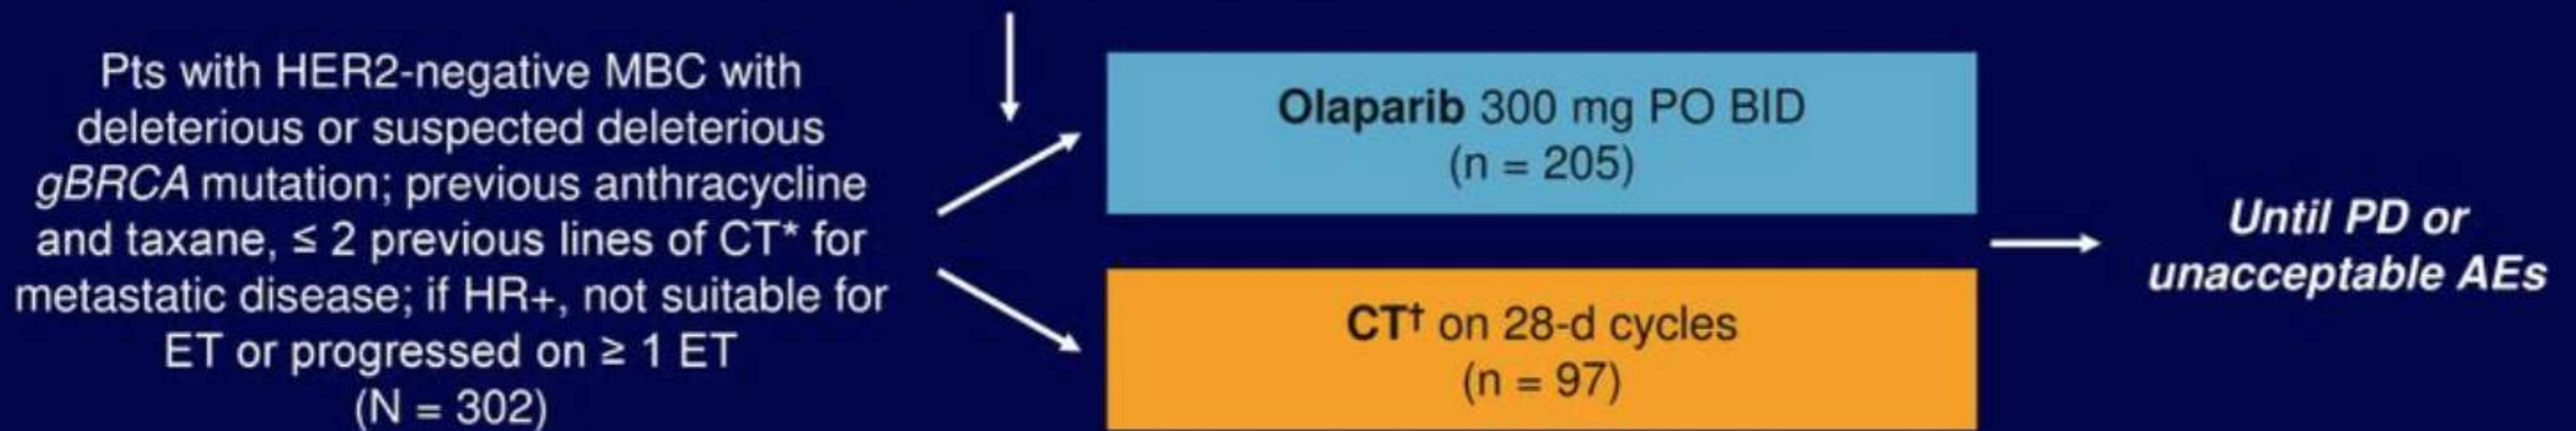 Pts with HER2-negative MBC with
deleterious or suspected deleterious
gBRCA mutation; previous anthracycline
and taxane, ≤ 2 previous lines of CT* for
metastatic disease; if HR+, not suitable for
ET or progressed on ≥ 1 ET
(N = 302)
Olaparib 300 mg PO BID
(n = 205)
CT† on 28-d cycles
(n = 97)
Until PD or
unacceptable AEs